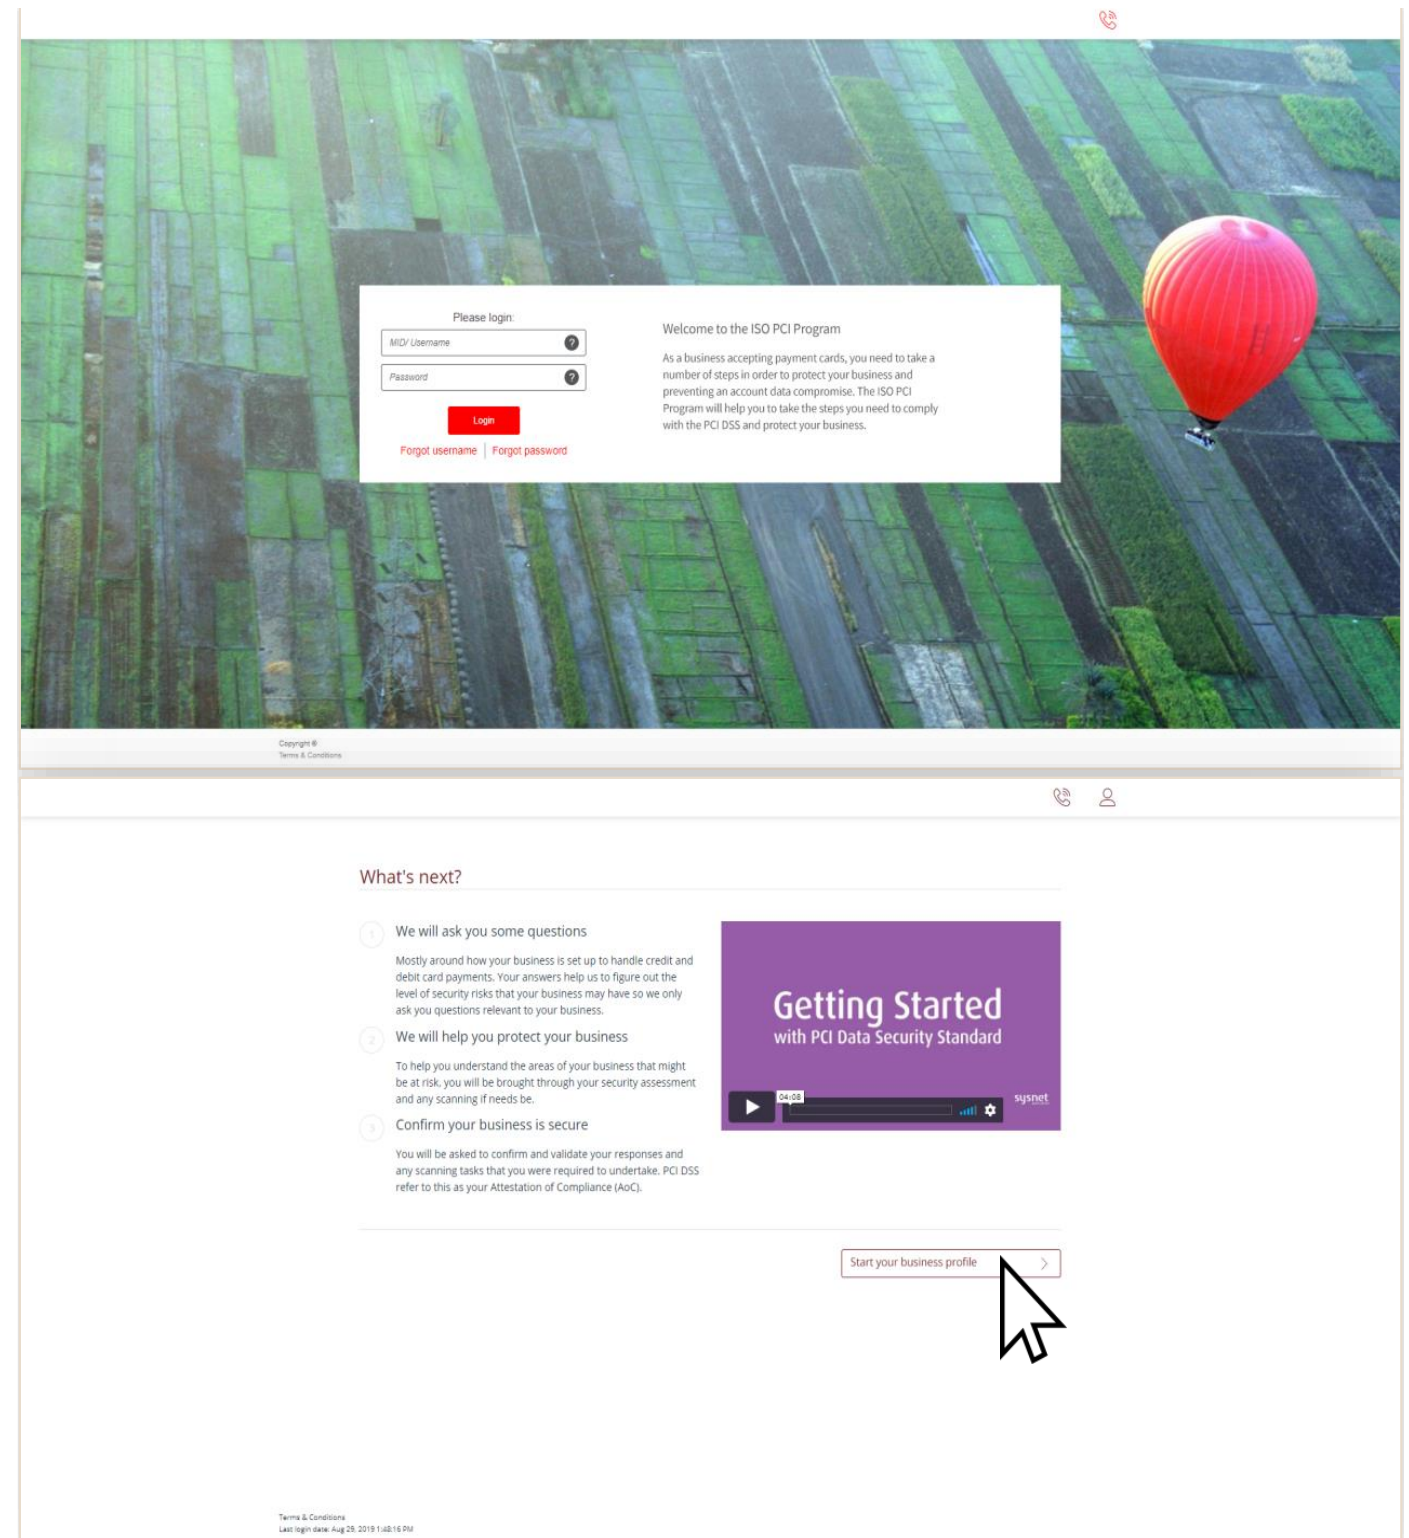 Please login:
MID/ Username
?
Password
?
Login
Forgot username | Forgot password
Welcome to the ISO PCI Program
As a business accepting payment cards, you need to take a
number of steps in order to protect your business and
preventing an account data compromise. The ISO PCI
Program will help you to take the steps you need to comply
with the PCI DSS and protect your business.
Copyright ©
Terms & Conditions
What's next?
1
We will ask you some questions
Mostly around how your business is set up to handle credit and
debit card payments. Your answers help us to figure out the
level of security risks that your business may have so we only
ask you questions relevant to your business.
2
We will help you protect your business
To help you understand the areas of your business that might
be at risk, you will be brought through your security assessment
and any scanning if needs be.
3
Confirm your business is secure
You will be asked to confirm and validate your responses and
any scanning tasks that you were required to undertake. PCI DSS
refer to this as your Attestation of Compliance (AoC).
Getting Started
with PCI Data Security Standard
04:08
sysnet
Start your business profile
Terms & Conditions
Last login date: Aug 29, 2019 1:48:16 PM